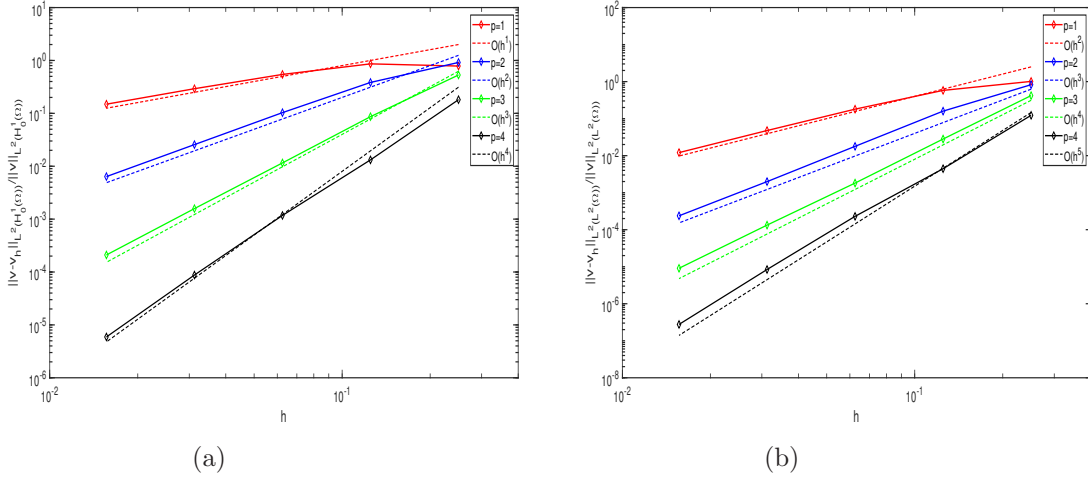 10^2
10^1
10^0
10^-1
10^-2
10^-3
10^-4
10^-5
10^-6
||v-v_h||_L^2(H_0^1(Ω))/||v||_L^2(H_0^1(Ω))
10^-2
10^-1
h
p=1
O(h^1)
p=2
O(h^2)
p=3
O(h^3)
p=4
O(h^4)
(a)
10^2
10^0
10^-2
10^-4
10^-6
10^-8
||v-v_h||_L^2(L^2(Ω))/||v||_L^2(L^2(Ω))
10^-2
10^-1
h
p=1
O(h^2)
p=2
O(h^3)
p=3
O(h^4)
p=4
O(h^5)
(b)